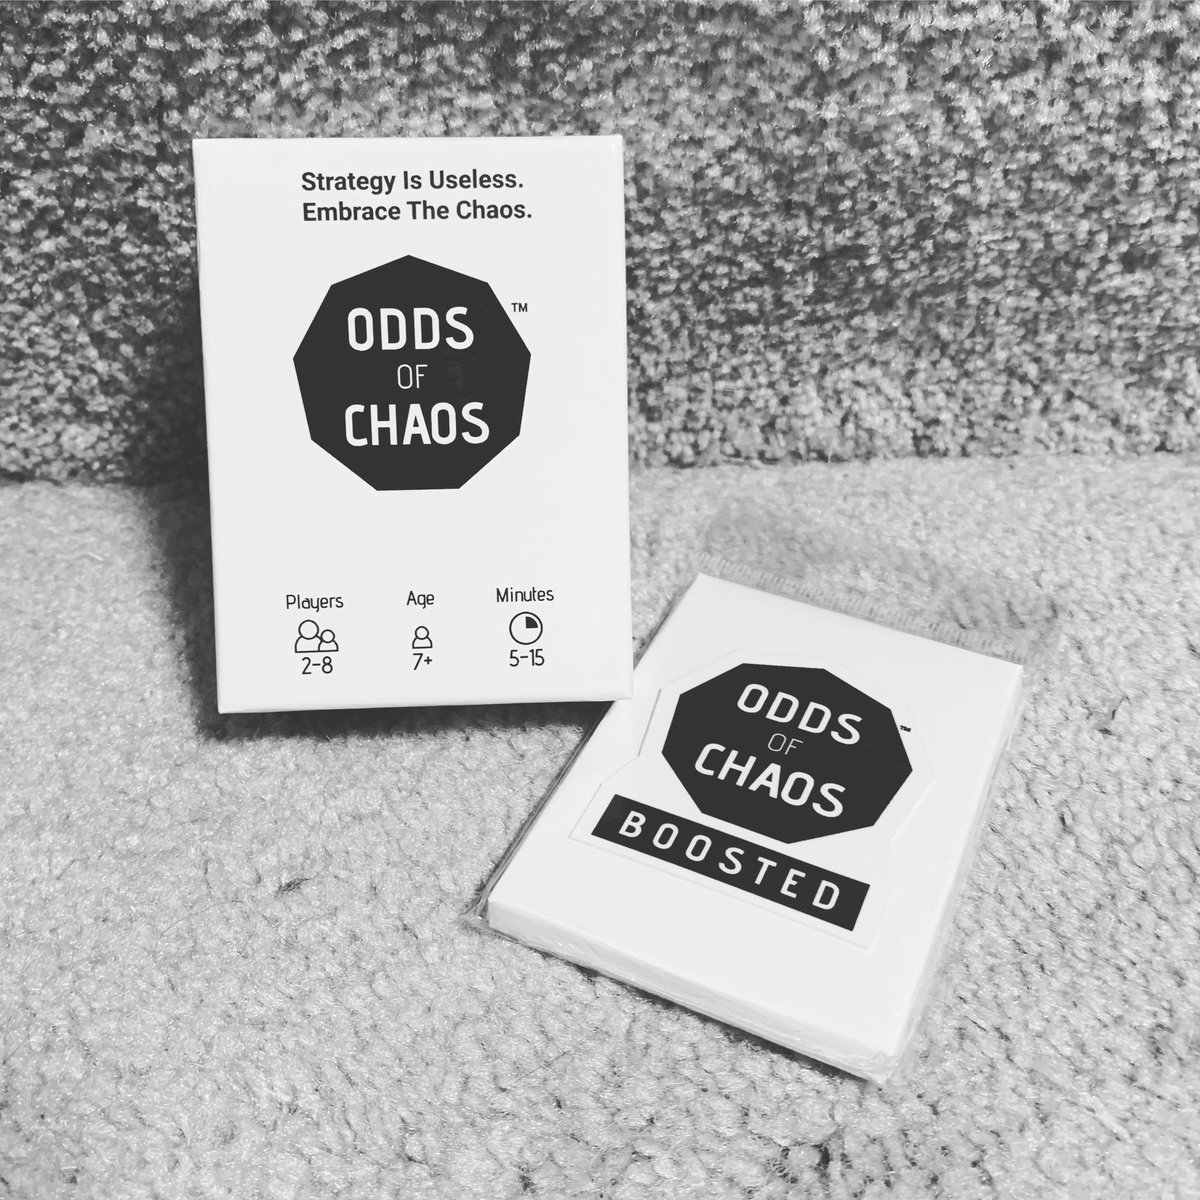 Strategy Is Useless.
Embrace The Chaos.
ODDS
OF
CHAOS
™
Players
2-8
Age
7+
Minutes
5-15
ODDS
OF
CHAOS
™
BOOSTED